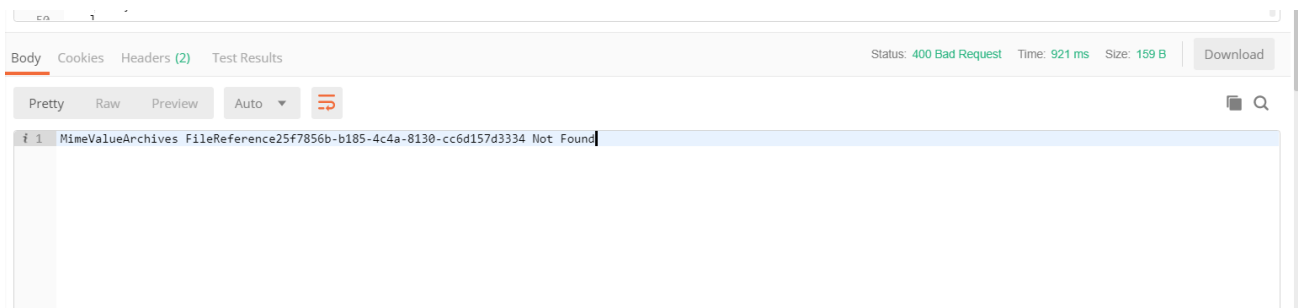 Body Cookies Headers (2) Test Results Status: 400 Bad Request Time: 921 ms Size: 159 B Download
Pretty Raw Preview Auto
i 1 MimeValueArchives FileReference25f7856b-b185-4c4a-8130-cc6d157d3334 Not Found